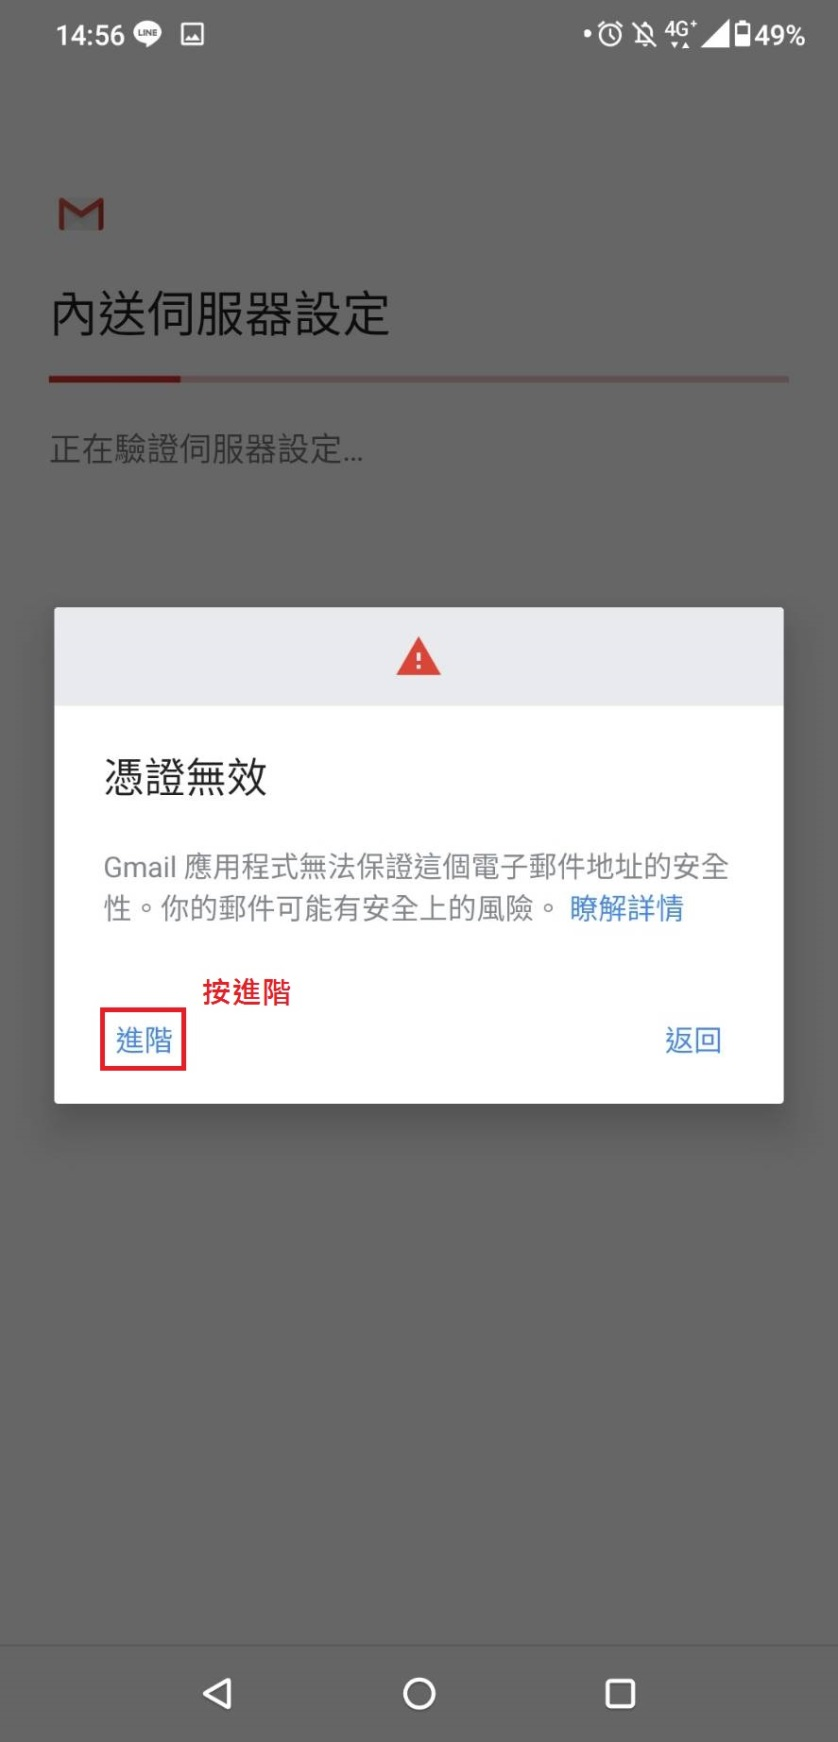 14:56 LINE 4G+ 49%
內送伺服器設定
正在驗證伺服器設定...
憑證無效
Gmail 應用程式無法保證這個電子郵件地址的安全
性。你的郵件可能有安全上的風險。 瞭解詳情
按進階
進階 返回